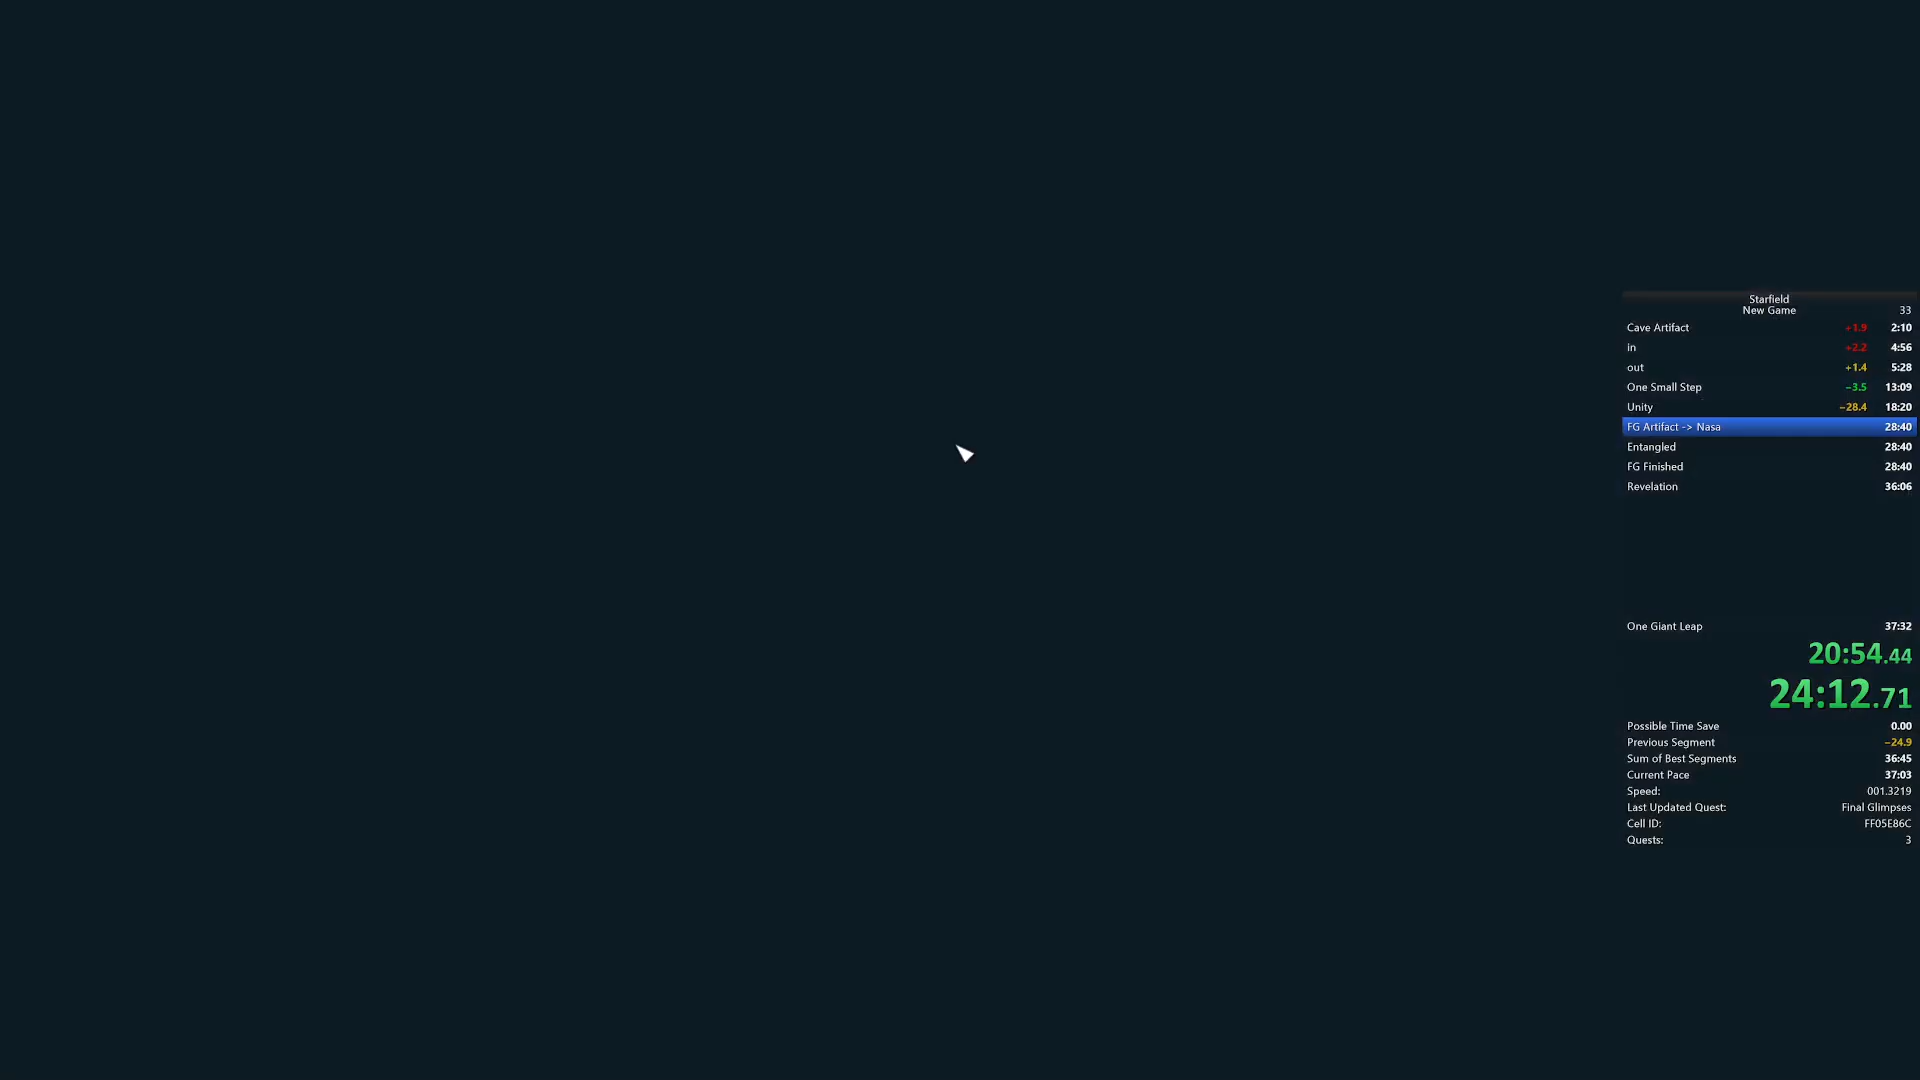 Starfield
New Game 33
Cave Artifact +1.9 2:10
in +2.2 4:56
out +1.4 5:28
One Small Step −3.5 13:09
Unity −28.4 18:20
FG Artifact -> Nasa 28:40
Entangled 28:40
FG Finished 28:40
Revelation 36:06
One Giant Leap 37:32
20:54.44
24:12.71
Possible Time Save 0.00
Previous Segment −24.9
Sum of Best Segments 36:45
Current Pace 37:03
Speed: 001.3219
Last Updated Quest: Final Glimpses
Cell ID: FF05E86C
Quests: 3